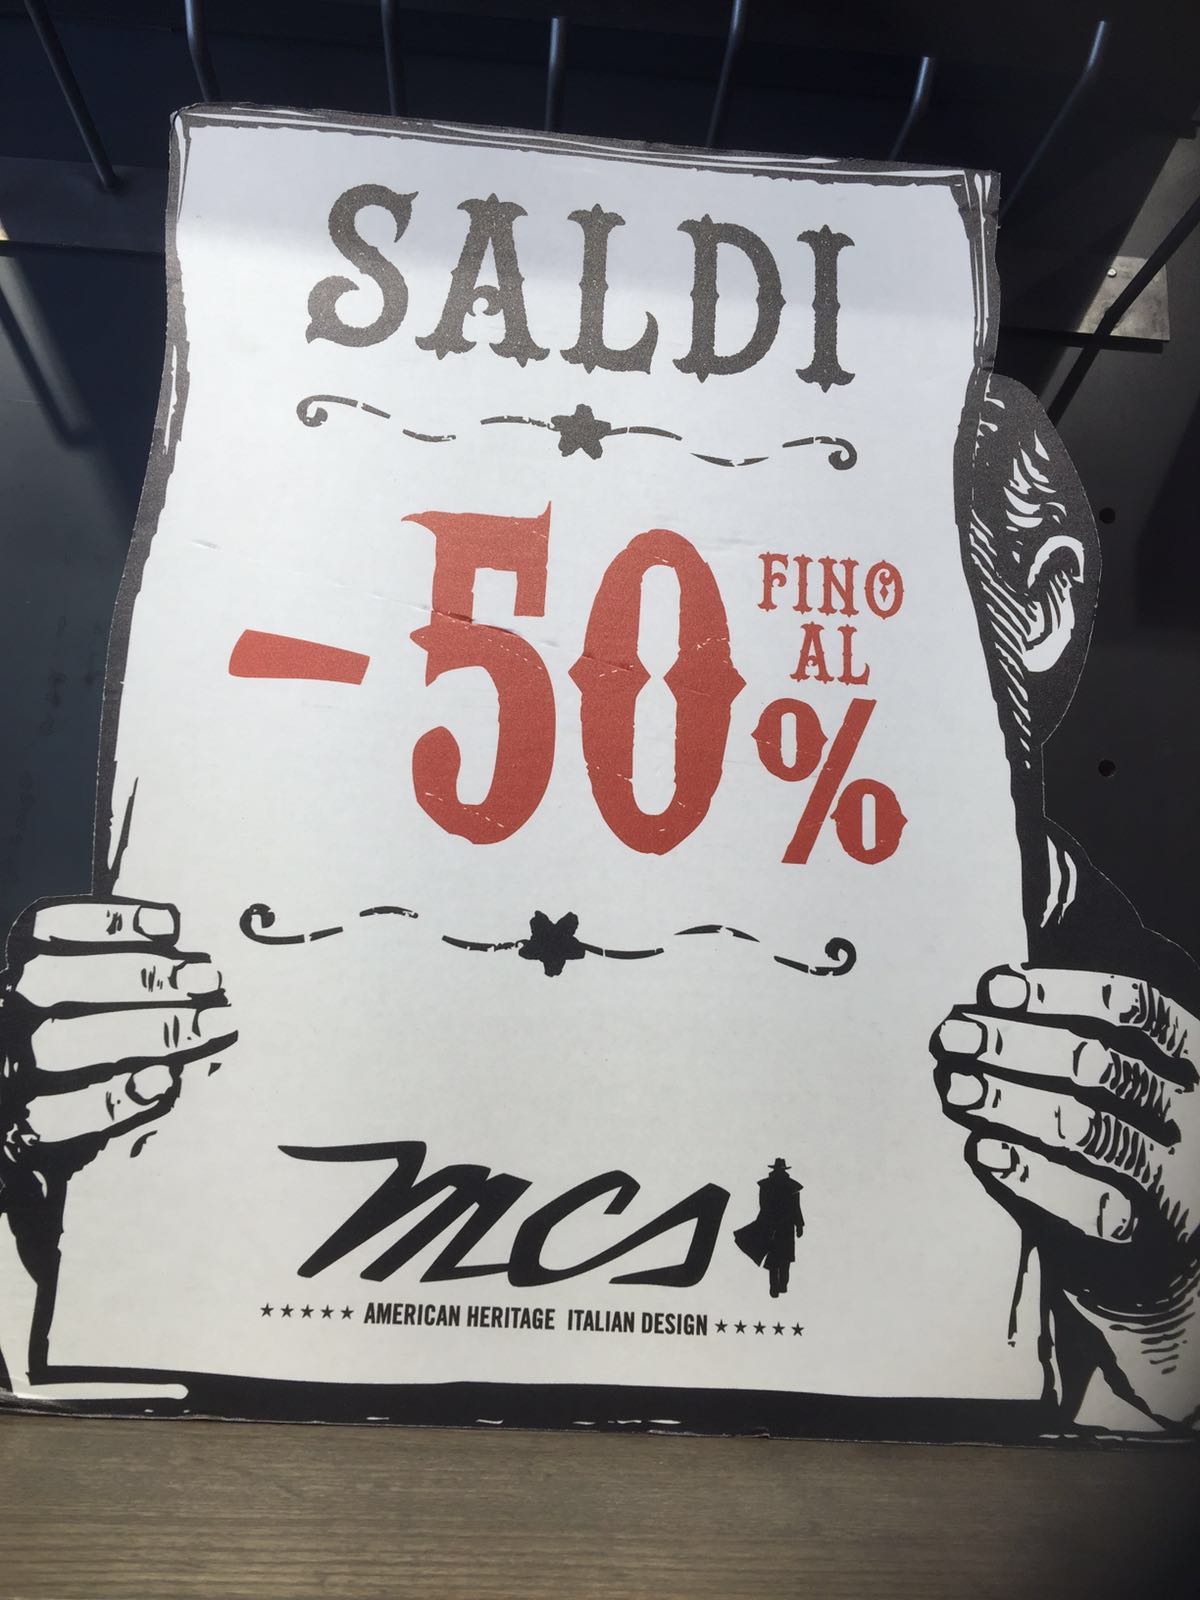 SALDI
-50%
FINO
AL
mcs
★★★★★ AMERICAN HERITAGE ITALIAN DESIGN ★★★★★